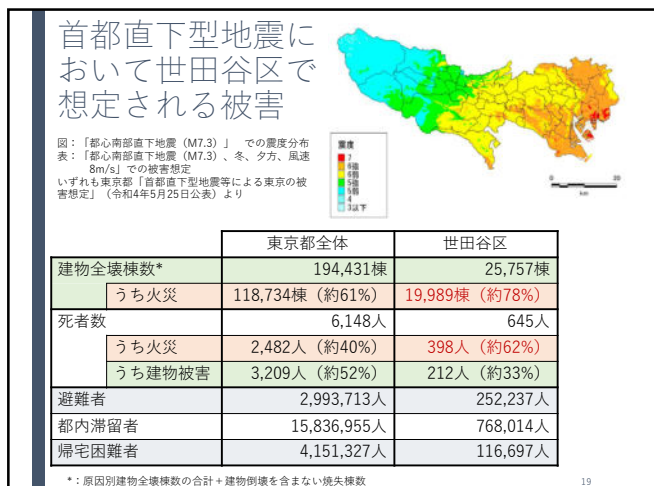 首都直下型地震に
おいて世田谷区で
想定される被害
図：「都心南部直下地震（M7.3）」　での震度分布
表：「都心南部直下地震（M7.3）、冬、夕方、風速
8m/s」での被害想定
いずれも東京都「首都直下型地震等による東京の被
害想定」（令和4年5月25日公表）より
震度
7
6強
6弱
5強
5弱
4
3以下
0 20
km
東京都全体 世田谷区
建物全壊棟数* 194,431棟 25,757棟
うち火災 118,734棟（約61%） 19,989棟（約78%）
死者数 6,148人 645人
うち火災 2,482人（約40%） 398人（約62%）
うち建物被害 3,209人（約52%） 212人（約33%）
避難者 2,993,713人 252,237人
都内滞留者 15,836,955人 768,014人
帰宅困難者 4,151,327人 116,697人
*：原因別建物全壊棟数の合計＋建物倒壊を含まない焼失棟数
19